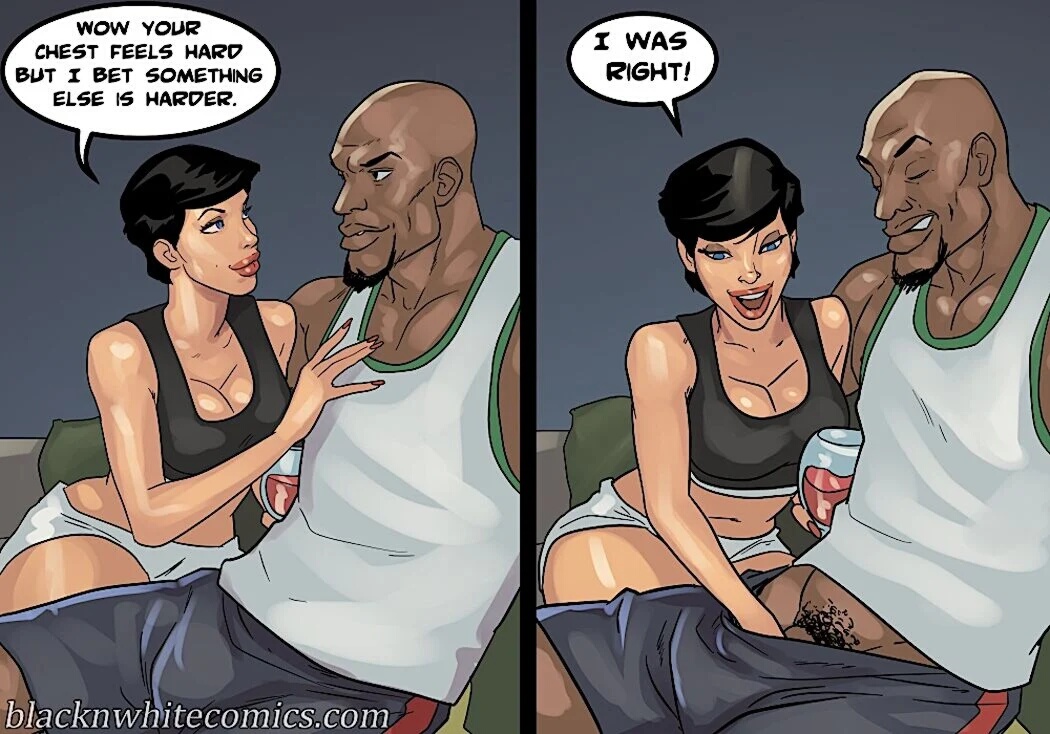 WOW YOUR
CHEST FEELS HARD
BUT I BET SOMETHING
ELSE IS HARDER.
I WAS
RIGHT!
blacknwhitecomics.com